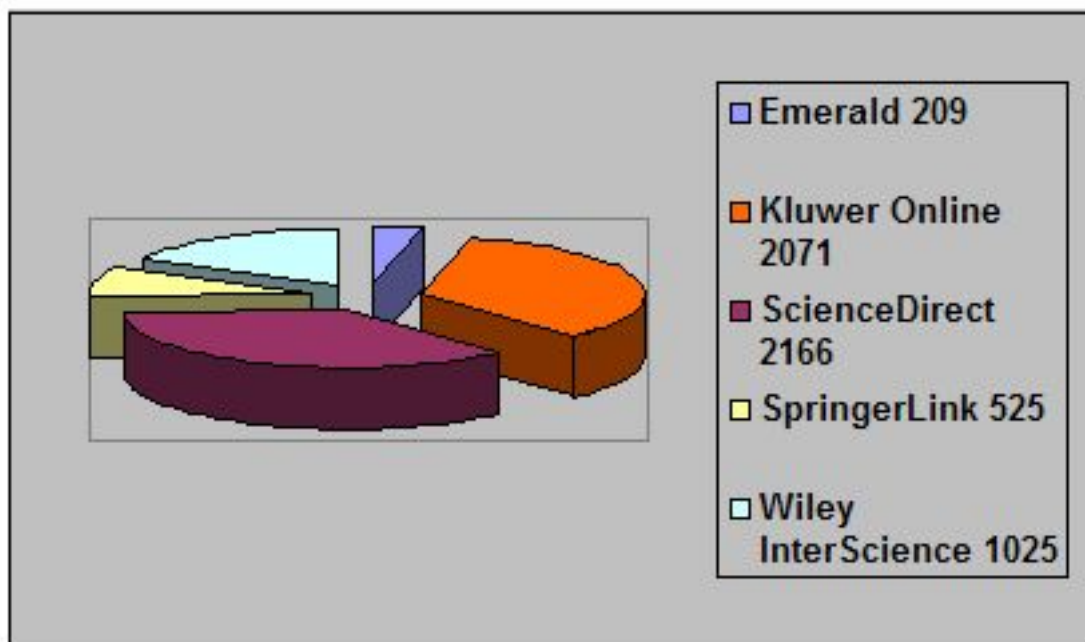 Emerald 209
Kluwer Online
2071
ScienceDirect
2166
SpringerLink 525
Wiley
InterScience 1025